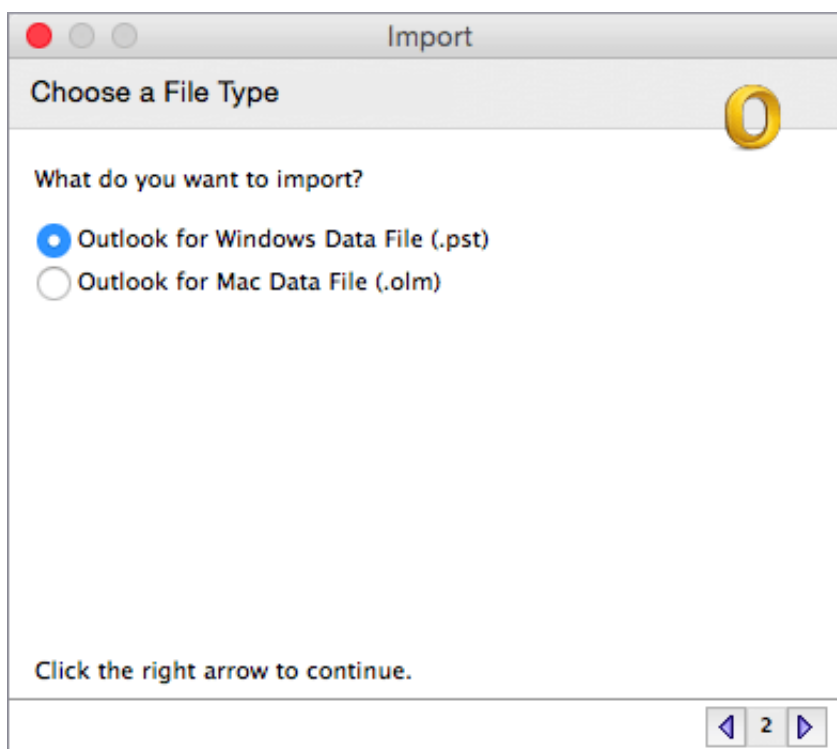 Import
Choose a File Type
What do you want to import?
Outlook for Windows Data File (.pst)
Outlook for Mac Data File (.olm)
Click the right arrow to continue.
2